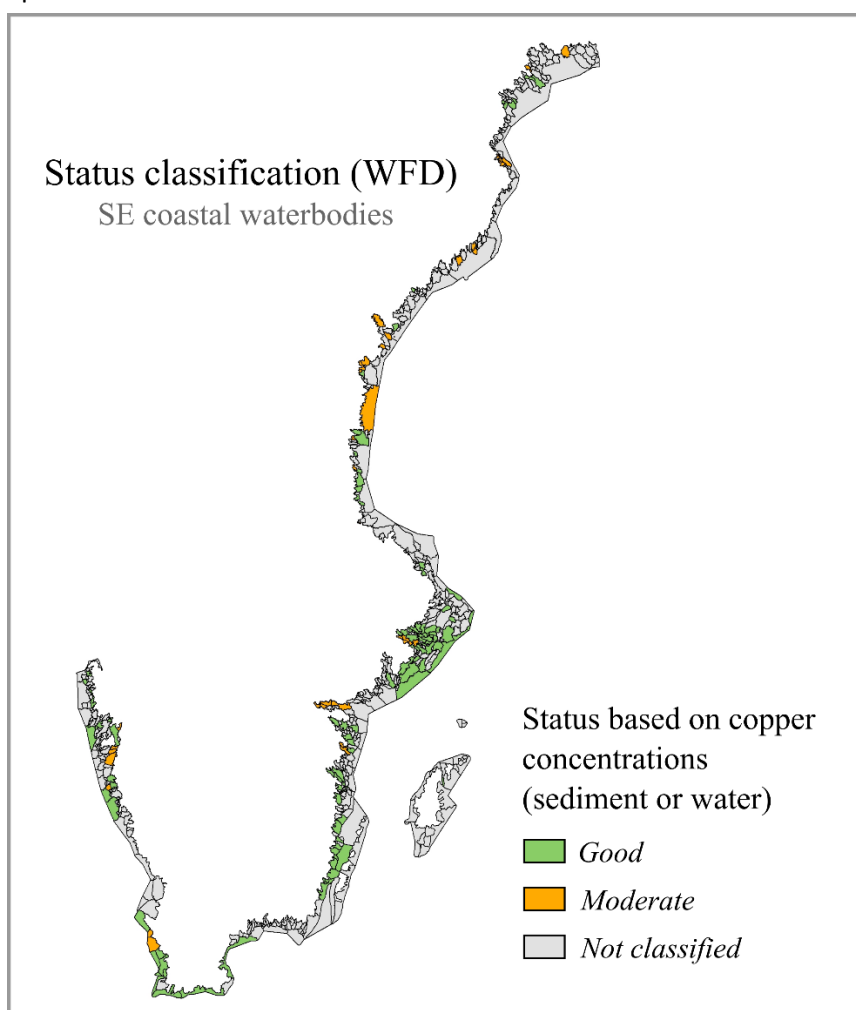 Status classification (WFD)
SE coastal waterbodies
Status based on copper
concentrations
(sediment or water)
Good
Moderate
Not classified